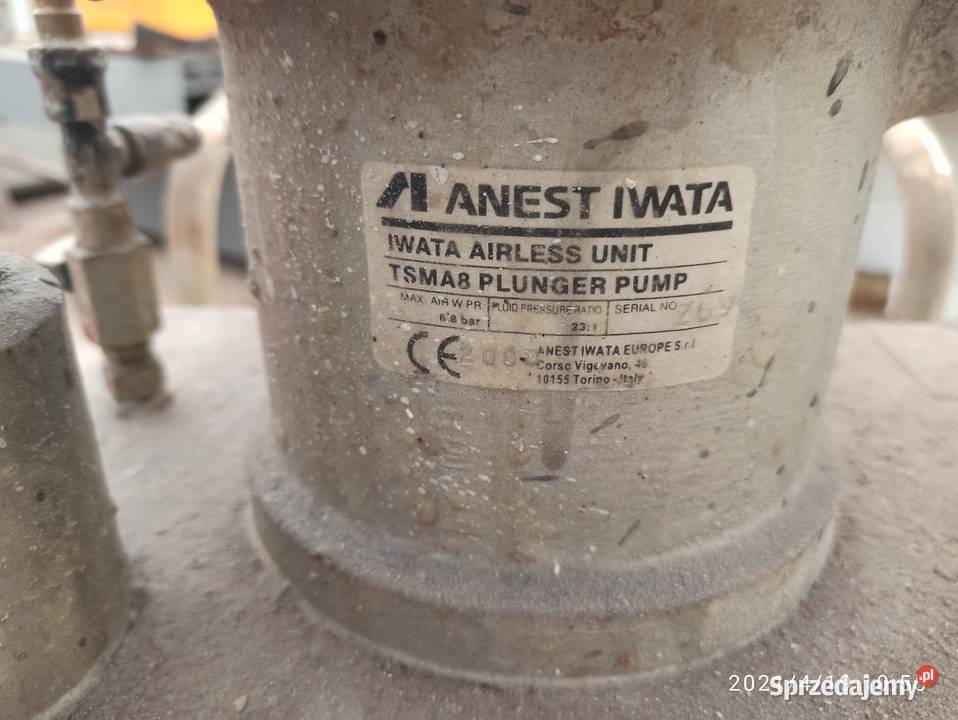 ANEST IWATA
IWATA AIRLESS UNIT
TSMA8 PLUNGER PUMP
MAX. AIR W PR FLUID PRESSURE RATIO SERIAL NO
6.8 bar 23:1
CE ANEST IWATA EUROPE S.r.l.
Corso Vigevano,
10155 Torino - Italy
Sprzedajemy.pl